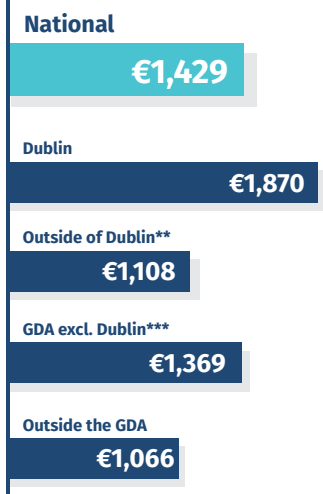 National
€1,429
Dublin
€1,870
Outside of Dublin**
€1,108
GDA excl. Dublin***
€1,369
Outside the GDA
€1,066